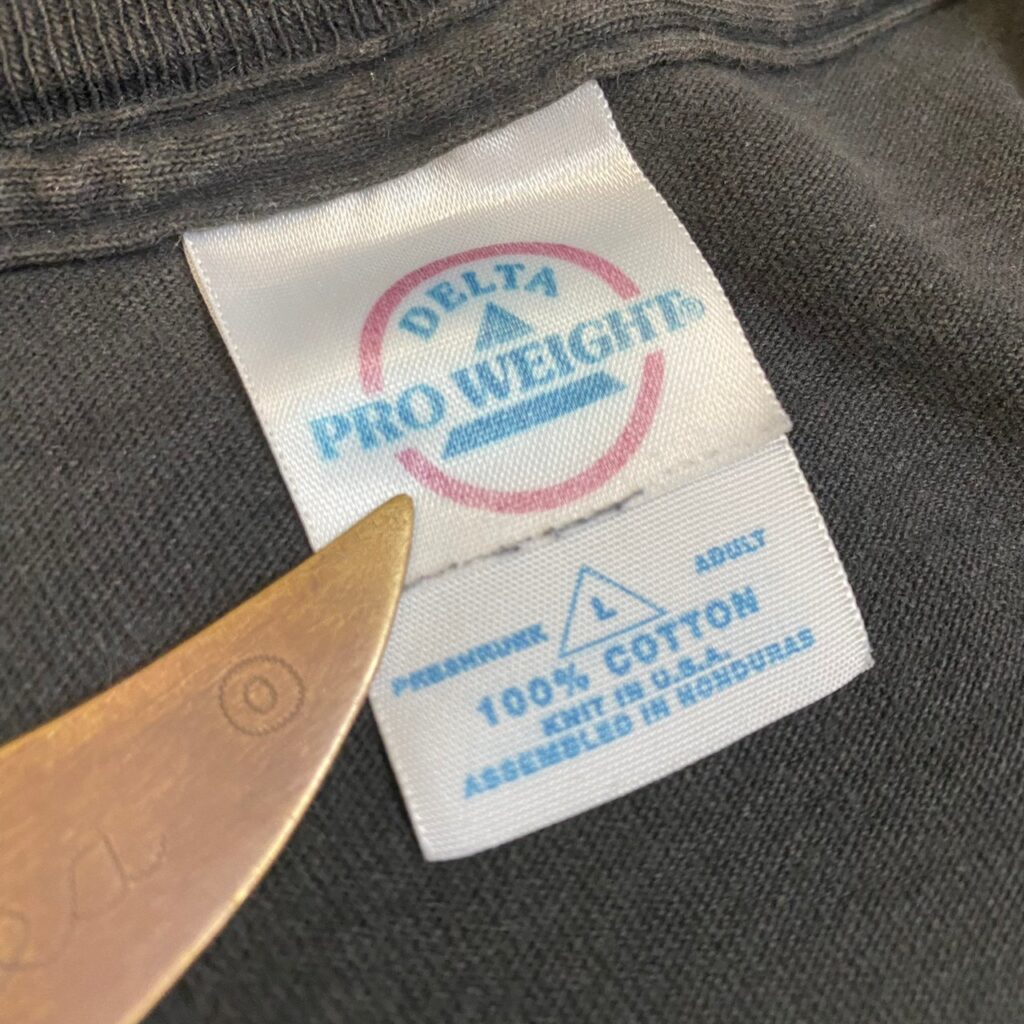 DELTA
PRO WEIGHT®
PRESHRUNK L ADULT
100% COTTON
KNIT IN U.S.A.
ASSEMBLED IN HONDURAS
O